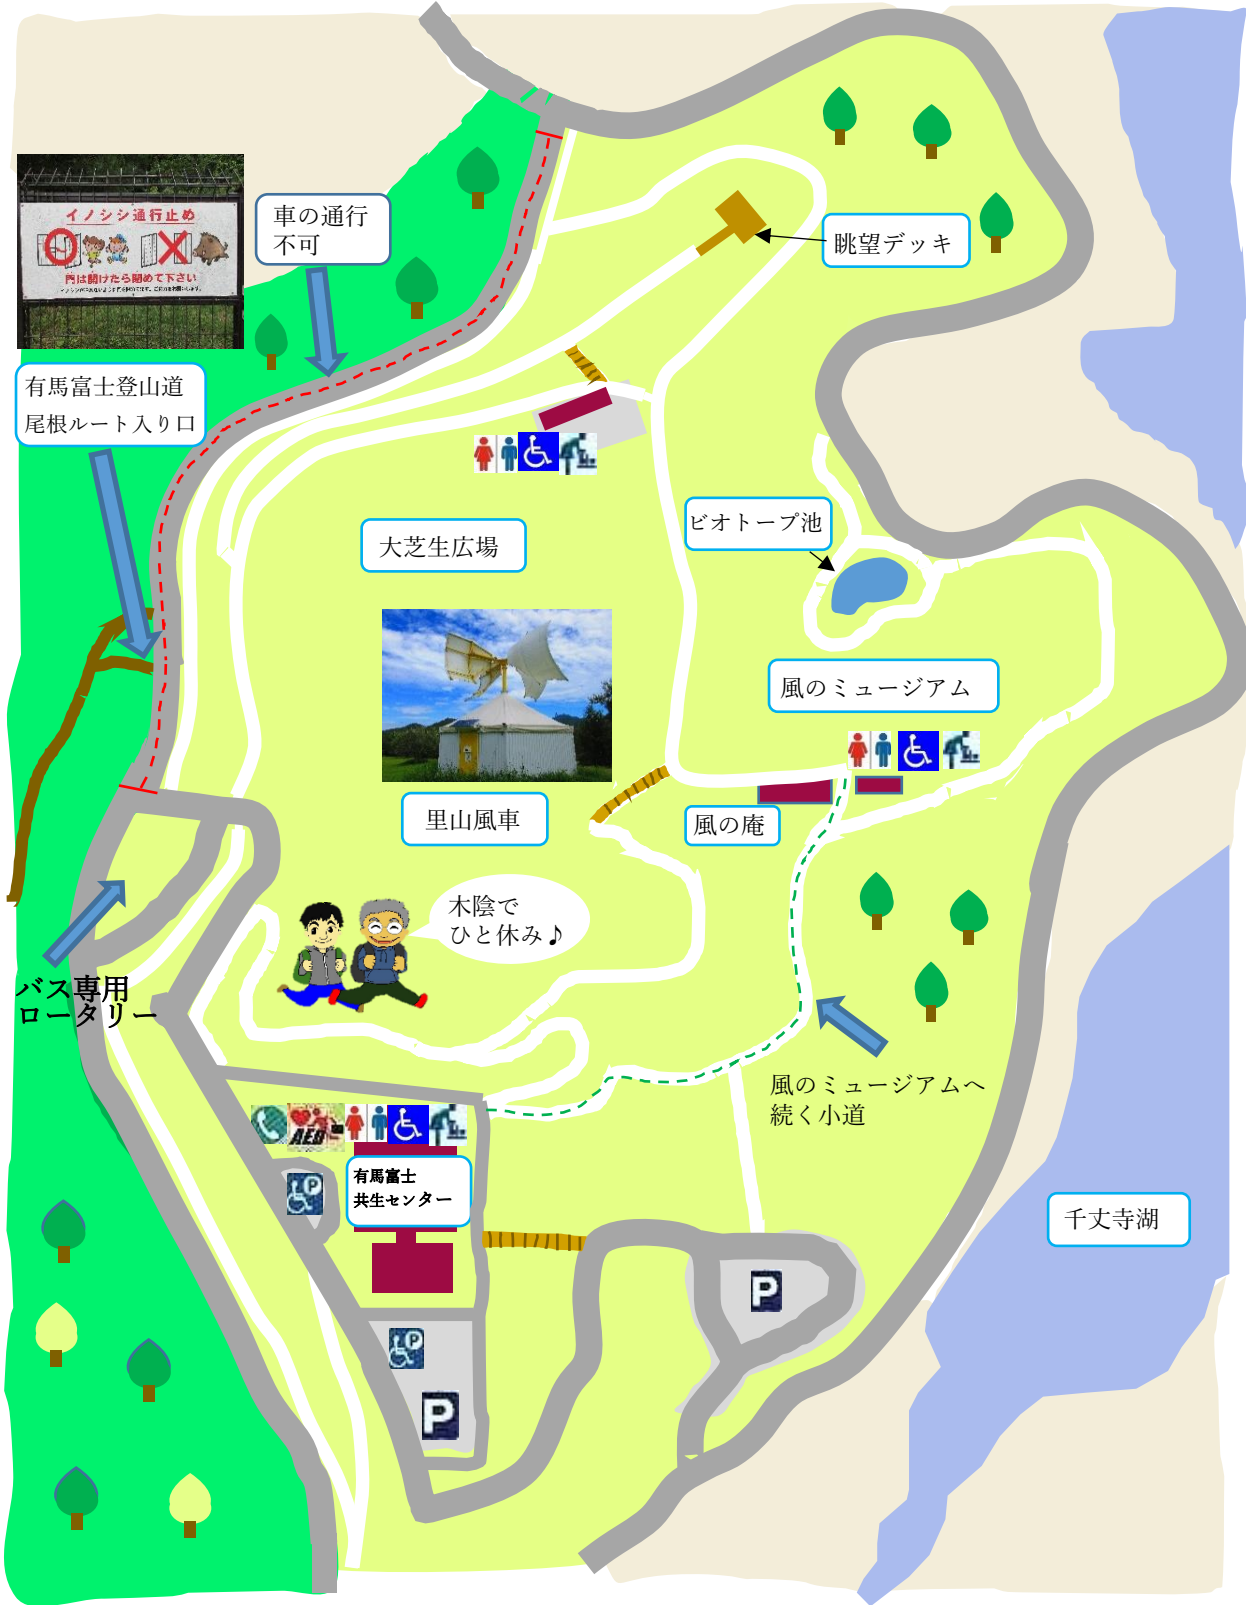 イノシシ通行止め
門は開けたら閉めて下さい
車の通行
不可
眺望デッキ
有馬富士登山道
尾根ルート入り口
大芝生広場
ビオトープ池
風のミュージアム
里山風車
風の庵
木陰で
ひと休み♪
バス専用
ロータリー
風のミュージアムへ
続く小道
AED
有馬富士
共生センター
P
P
P
P
千丈寺湖